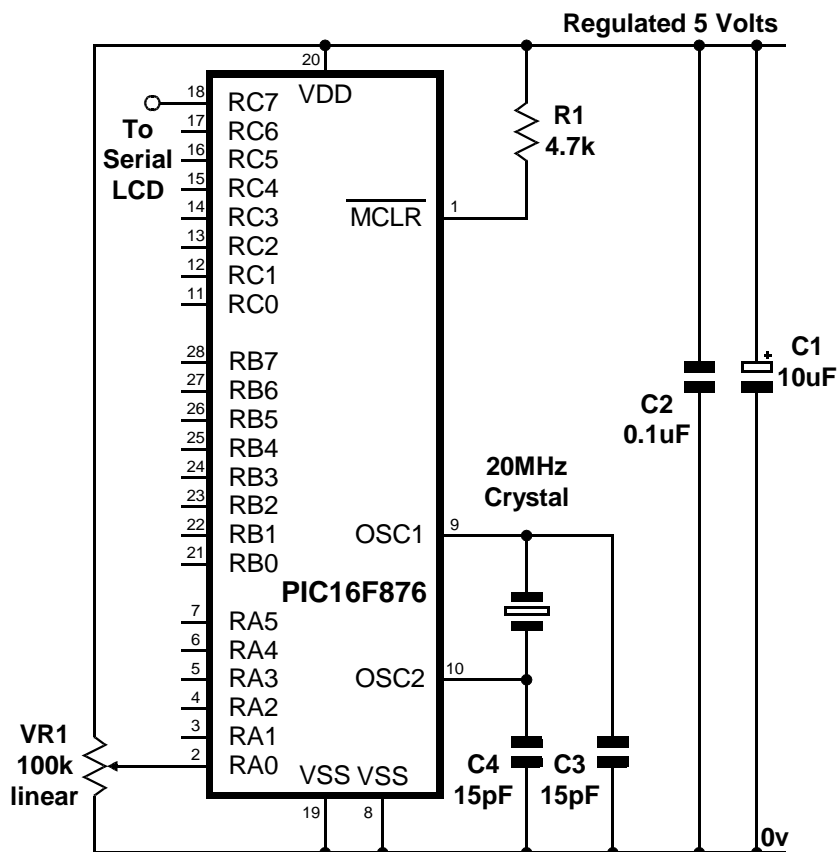 Regulated 5 Volts
20
VDD
18 RC7
17 RC6
16 RC5
15 RC4
14 RC3
13 RC2
12 RC1
11 RC0
To
Serial
LCD
R1
4.7k
MCLR 1
28 RB7
27 RB6
26 RB5
25 RB4
24 RB3
23 RB2
22 RB1
21 RB0
C2
0.1uF
+
C1
10uF
20MHz
Crystal
OSC1 9
PIC16F876
OSC2 10
7 RA5
6 RA4
5 RA3
4 RA2
3 RA1
2 RA0
VR1
100k
linear
VSS VSS
19 8
C4
15pF
C3
15pF
0v